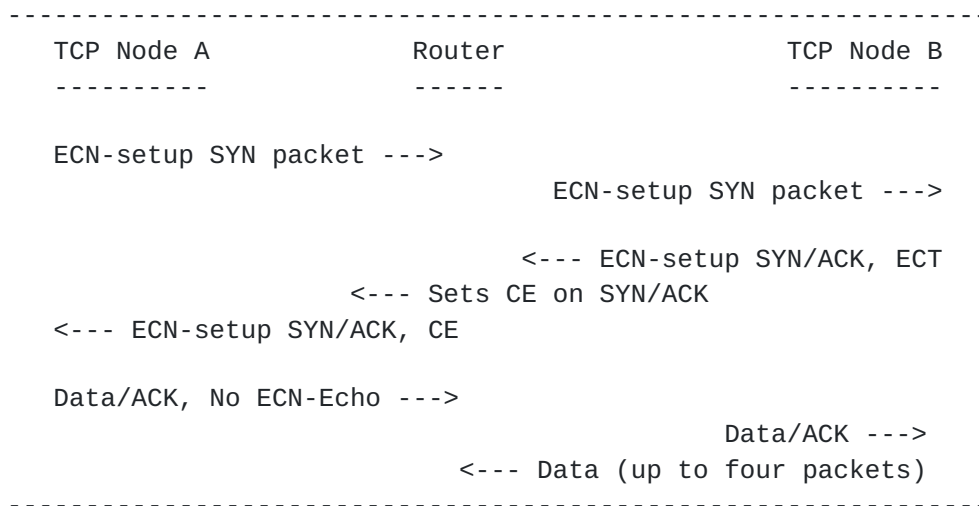 ---------------------------------------------------------------
TCP Node A             Router                  TCP Node B
----------             ------                  ----------
ECN-setup SYN packet --->
ECN-setup SYN packet --->
<--- ECN-setup SYN/ACK, ECT
<--- Sets CE on SYN/ACK
<--- ECN-setup SYN/ACK, CE
Data/ACK, No ECN-Echo --->
Data/ACK --->
<--- Data (up to four packets)
---------------------------------------------------------------